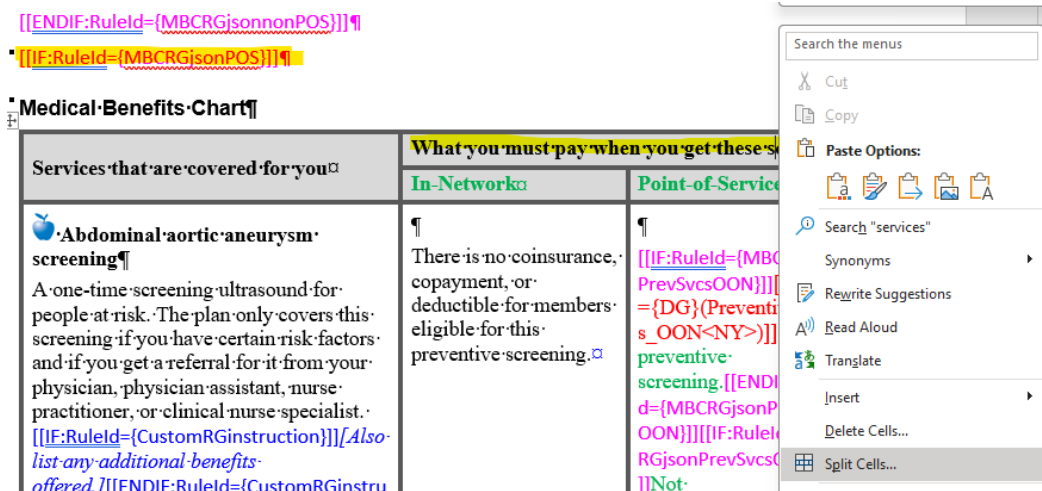 [[ENDIF:RuleId={MBCRGjsonnonPOS}]]¶
[[IF:RuleId={MBCRGjsonPOS}]]¶
Medical·Benefits·Chart¶
Services·that·are·covered·for·you¤
What·you·must·pay·when·you·get·these·s
In-Network¤
Point-of-Service
·Abdominal·aortic·aneurysm·
screening¶
A·one-time·screening·ultrasound·for·
people·at·risk.·The·plan·only·covers·this·
screening·if·you·have·certain·risk·factors·
and·if·you·get·a·referral·for·it·from·your·
physician,·physician·assistant,·nurse·
practitioner,·or·clinical·nurse·specialist.·
[[IF:RuleId={CustomRGinstruction}]][Also·
list·any·additional·benefits·
offered.][[ENDIF:RuleId={CustomRGinstru
¶
There·is·no·coinsurance,·
copayment,·or·
deductible·for·members·
eligible·for·this·
preventive·screening.¤
¶
[[IF:RuleId={MBC
PrevSvcsOON}]][
={DG}(Preventi
s_OON<NY>)]]
preventive·
screening.[[ENDI
d={MBCRGjsonP
OON}]][[IF:RuleI
RGjsonPrevSvcs
]]Not·
Search the menus
Cut
Copy
Paste Options:
Search "services"
Synonyms
Rewrite Suggestions
Read Aloud
Translate
Insert
Delete Cells...
Split Cells...